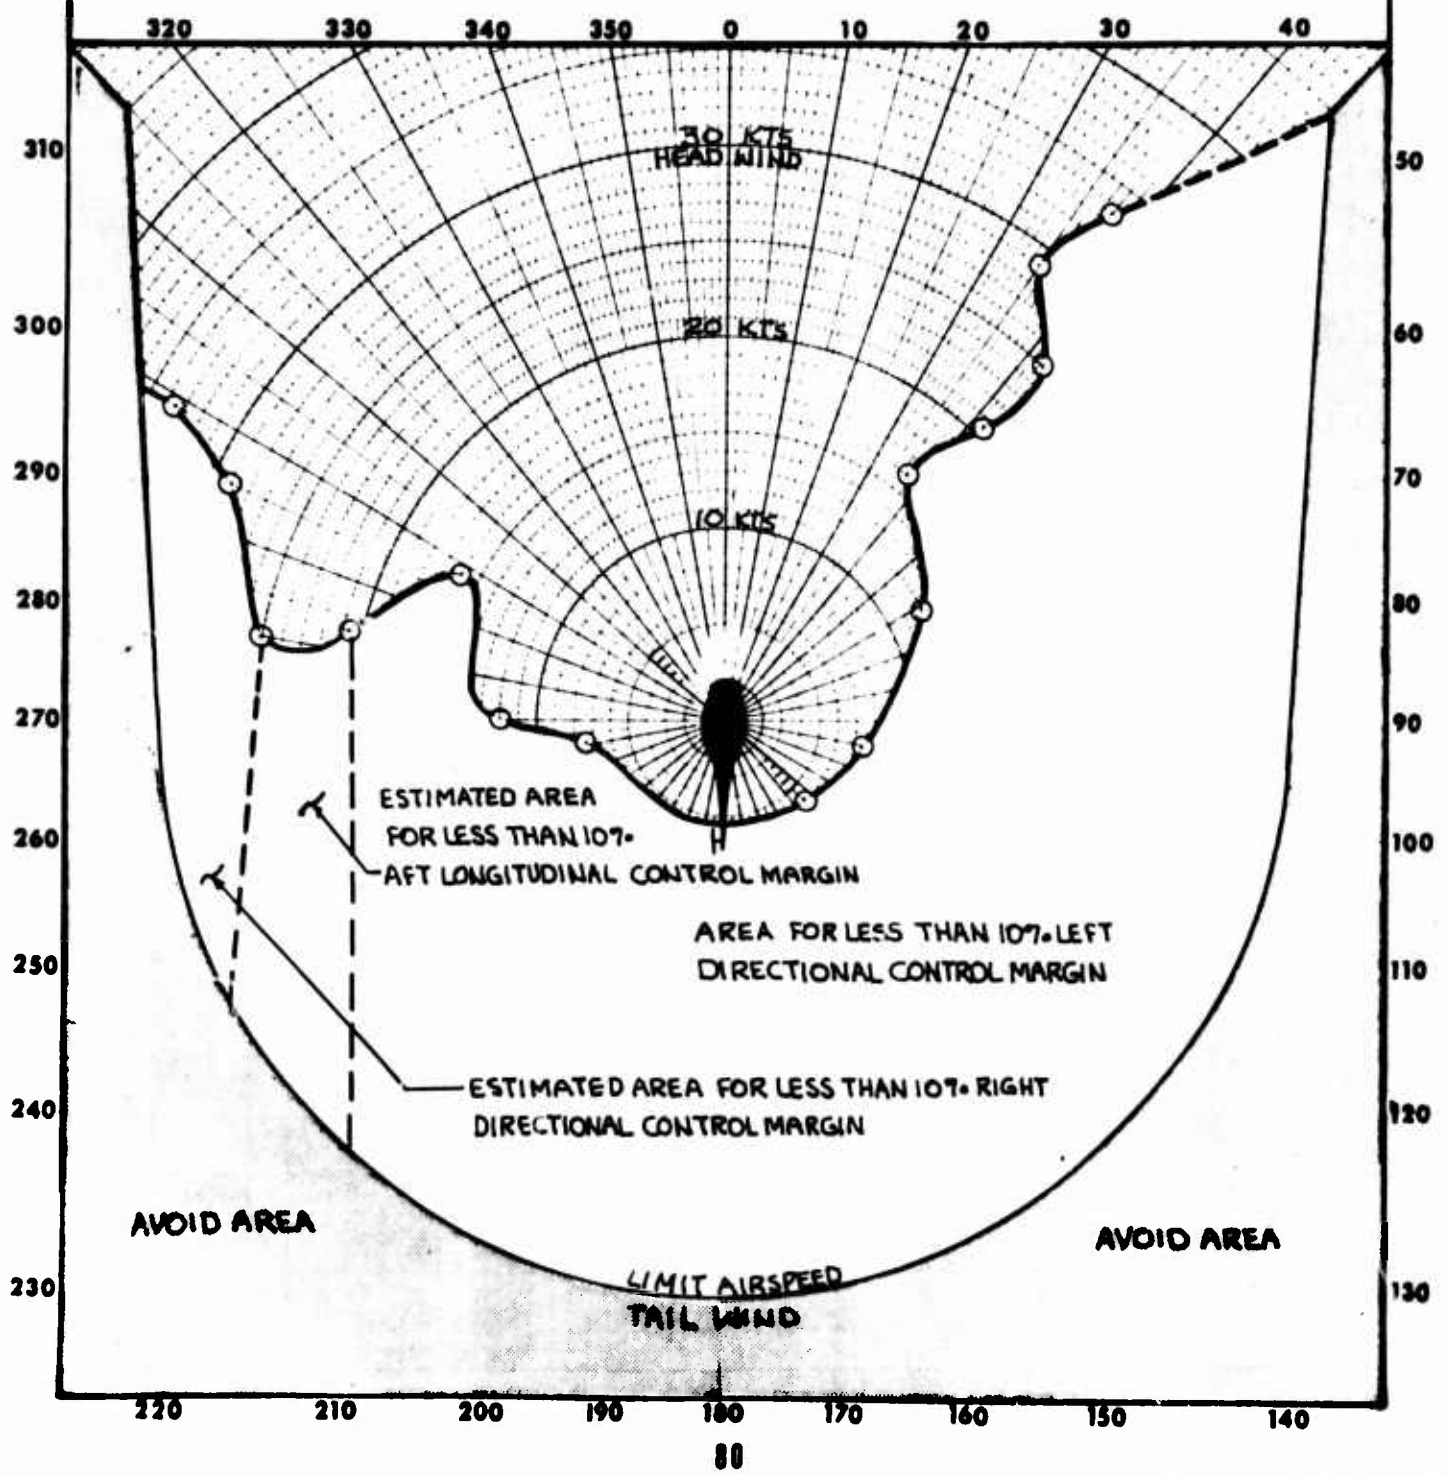 320 330 340 350 0 10 20 30 40
30 KTS
HEAD WIND
310
50
300
20 KTS
60
290
70
10 KTS
280
80
270
90
ESTIMATED AREA
FOR LESS THAN 10%
260
100
AFT LONGITUDINAL CONTROL MARGIN
AREA FOR LESS THAN 10% LEFT
250
DIRECTIONAL CONTROL MARGIN
110
ESTIMATED AREA FOR LESS THAN 10% RIGHT
240
120
DIRECTIONAL CONTROL MARGIN
AVOID AREA
AVOID AREA
230
LIMIT AIRSPEED
130
TAIL WIND
220 210 200 190 180 170 160 150 140
80